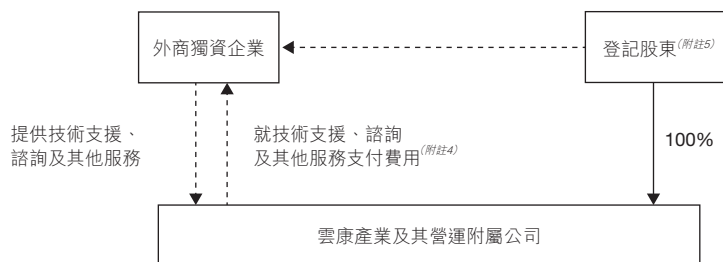 外商獨資企業
登記股東(附註5)
提供技術支援、
諮詢及其他服務
就技術支援、諮詢
及其他服務支付費用(附註4)
100%
雲康產業及其營運附屬公司